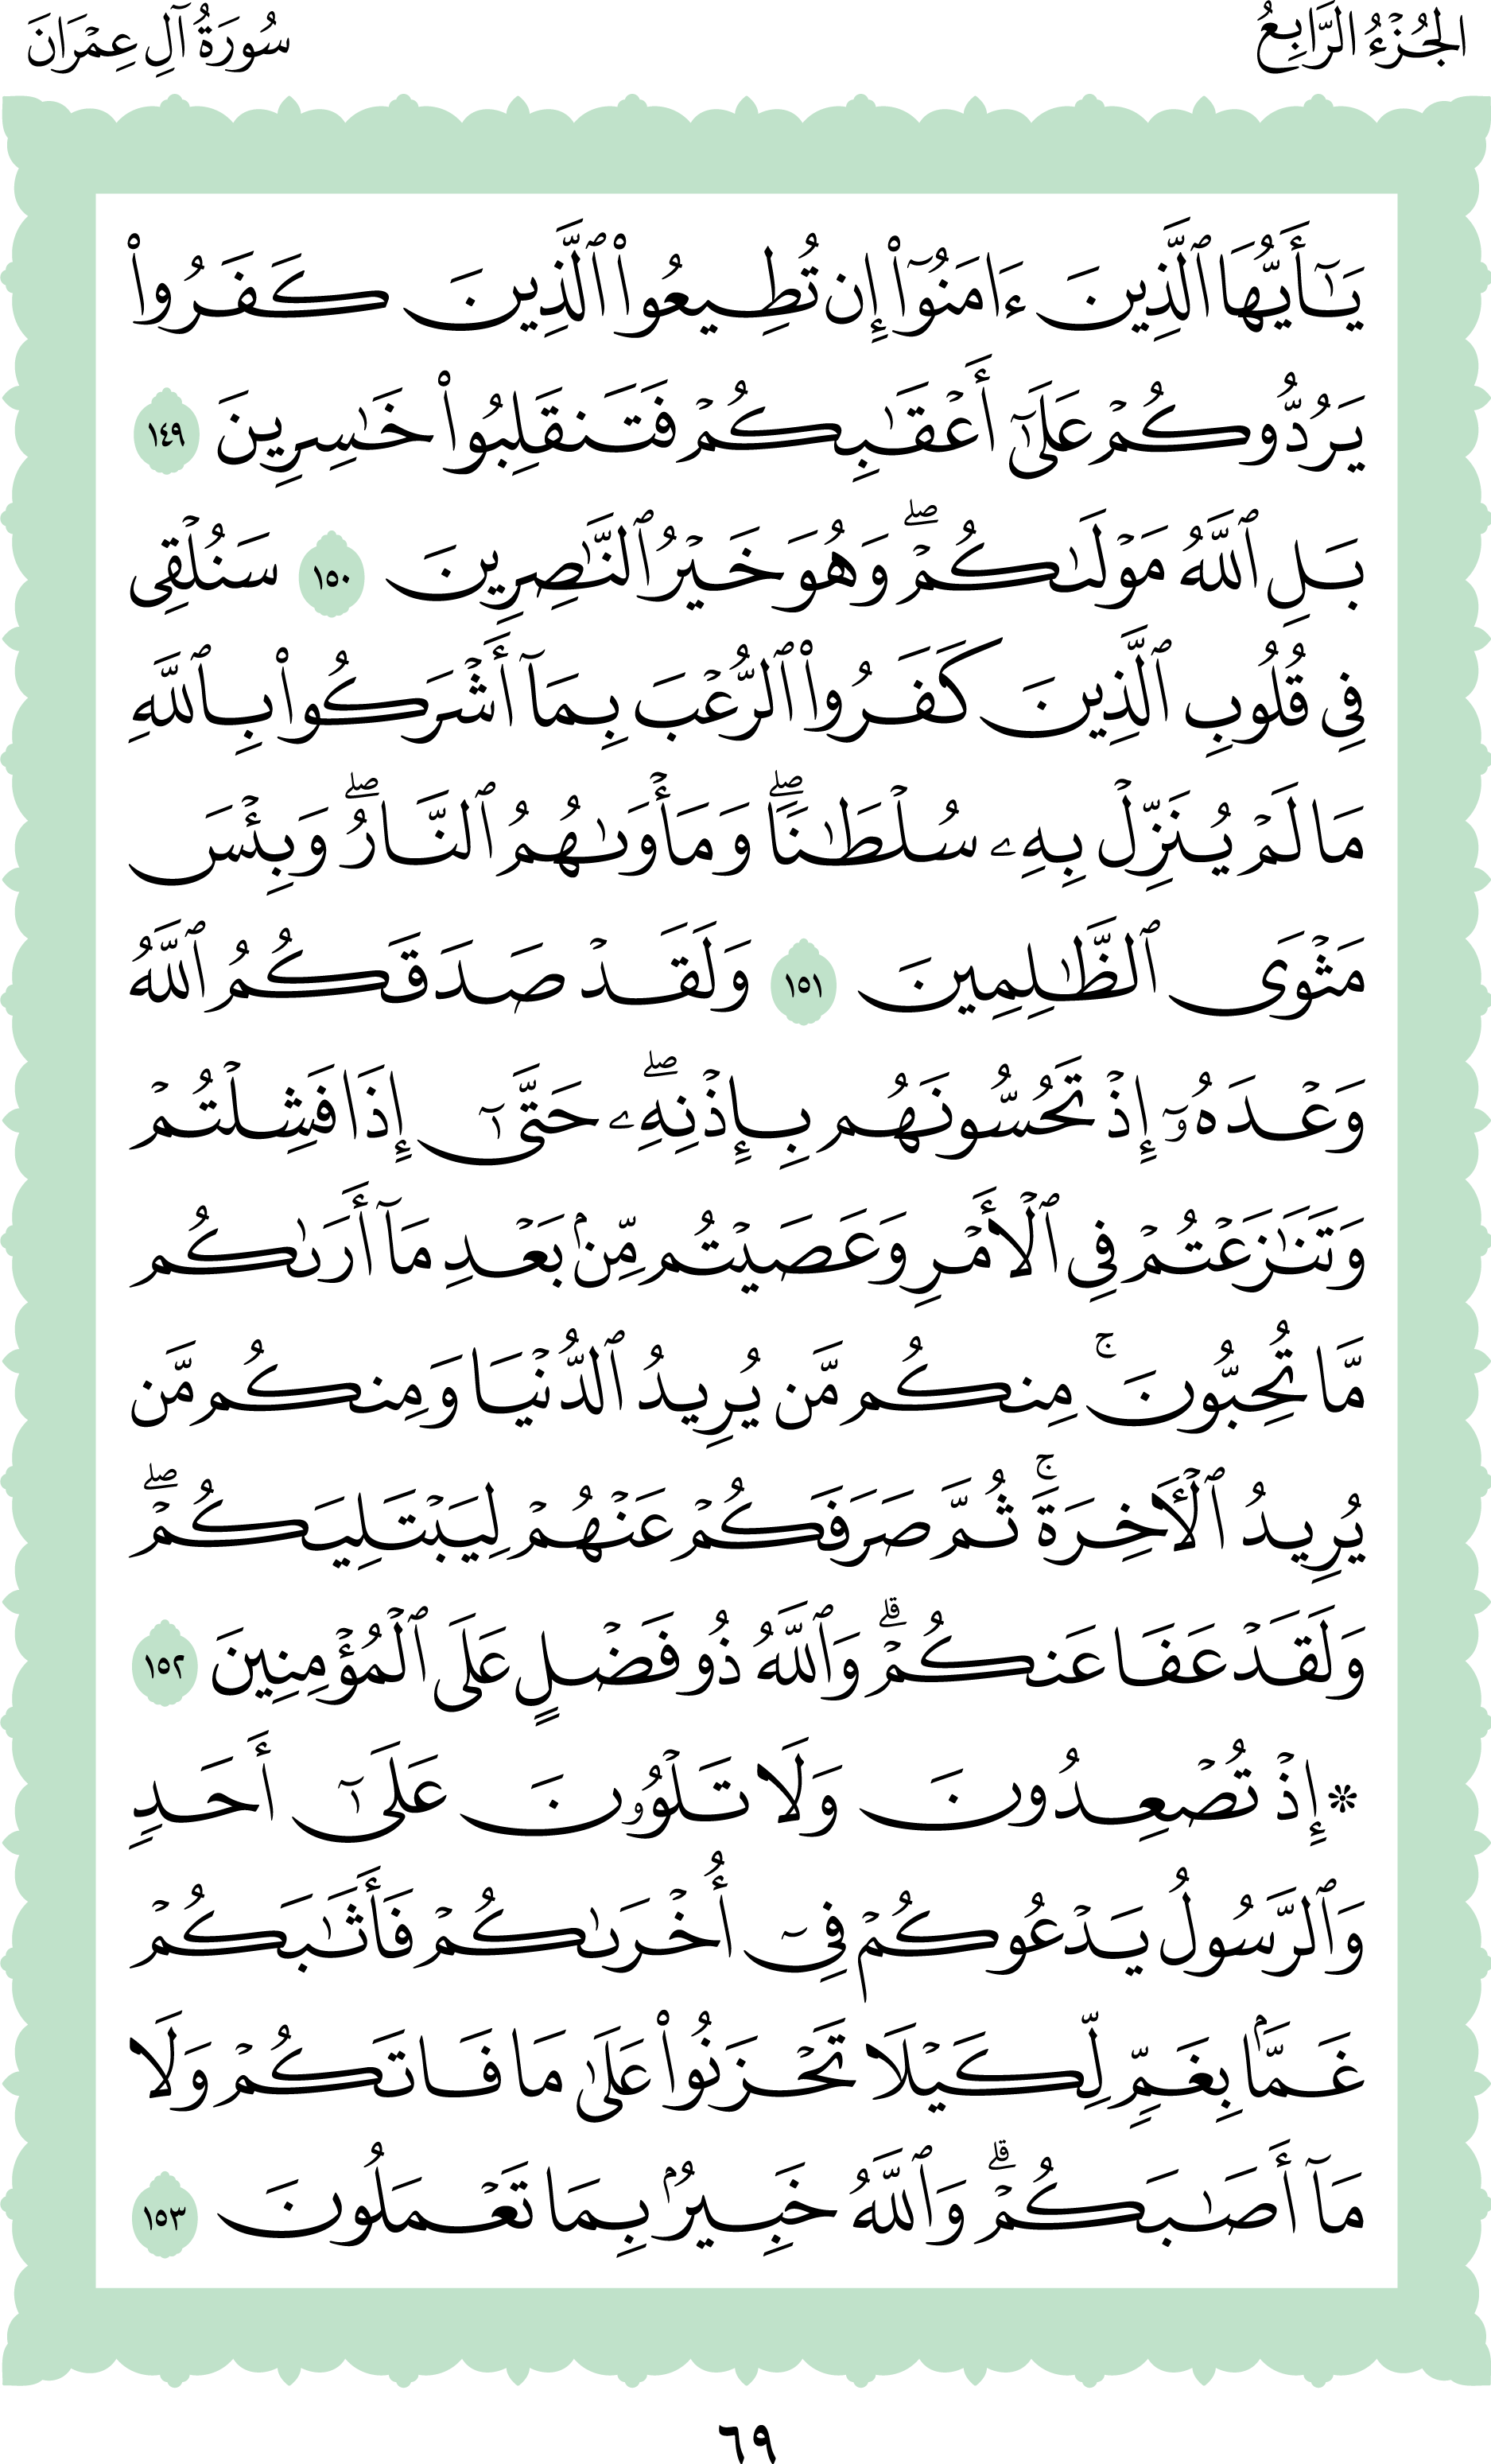 الجُزْءُ الرَّابِعُ
سُورَةُ آلِ عِمْرَانَ
يَـٰٓأَيُّهَا ٱلَّذِينَ ءَامَنُوٓا۟ إِن تُطِيعُوا۟ ٱلَّذِينَ كَفَرُوا۟
يَرُدُّوكُمْ عَلَىٰٓ أَعْقَـٰبِكُمْ فَتَنقَلِبُوا۟ خَـٰسِرِينَ ١٤٩
بَلِ ٱللَّهُ مَوْلَىٰكُمْ ۖ وَهُوَ خَيْرُ ٱلنَّـٰصِرِينَ ١٥٠ سَنُلْقِى
فِى قُلُوبِ ٱلَّذِينَ كَفَرُوا۟ ٱلرُّعْبَ بِمَآ أَشْرَكُوا۟ بِٱللَّهِ
مَا لَمْ يُنَزِّلْ بِهِۦ سُلْطَـٰنًا ۖ وَمَأْوَىٰهُمُ ٱلنَّارُ ۖ وَبِئْسَ
مَثْوَى ٱلظَّـٰلِمِينَ ١٥١ وَلَقَدْ صَدَقَكُمُ ٱللَّهُ
وَعْدَهُۥٓ إِذْ تَحُسُّونَهُم بِإِذْنِهِۦ ۖ حَتَّىٰٓ إِذَا فَشِلْتُمْ
وَتَنَـٰزَعْتُمْ فِى ٱلْأَمْرِ وَعَصَيْتُم مِّنۢ بَعْدِ مَآ أَرَىٰكُم
مَّا تُحِبُّونَ ۚ مِنكُم مَّن يُرِيدُ ٱلدُّنْيَا وَمِنكُم مَّن
يُرِيدُ ٱلْـَٔاخِرَةَ ۚ ثُمَّ صَرَفَكُمْ عَنْهُمْ لِيَبْتَلِيَكُمْ ۖ
وَلَقَدْ عَفَا عَنكُمْ ۗ وَٱللَّهُ ذُو فَضْلٍ عَلَى ٱلْمُؤْمِنِينَ ١٥٢
۞ إِذْ تُصْعِدُونَ وَلَا تَلْوُۥنَ عَلَىٰٓ أَحَدٍ
وَٱلرَّسُولُ يَدْعُوكُمْ فِىٓ أُخْرَىٰكُمْ فَأَثَـٰبَكُمْ
غَمًّۢا بِغَمٍّ لِّكَيْلَا تَحْزَنُوا۟ عَلَىٰ مَا فَاتَكُمْ وَلَا
مَآ أَصَـٰبَكُمْ ۗ وَٱللَّهُ خَبِيرٌۢ بِمَا تَعْمَلُونَ ١٥٣
٦٩